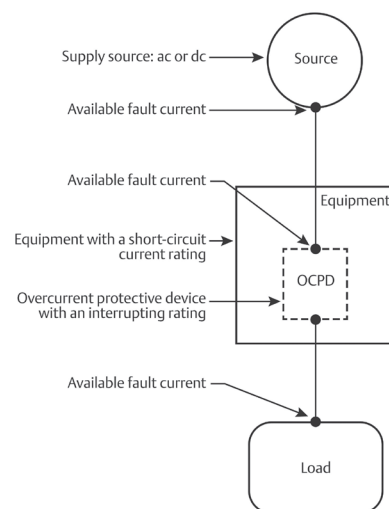 Supply source: ac or dc
Source
Available fault current
Available fault current
Equipment
Equipment with a short-circuit
current rating
OCPD
Overcurrent protective device
with an interrupting rating
Available fault current
Load